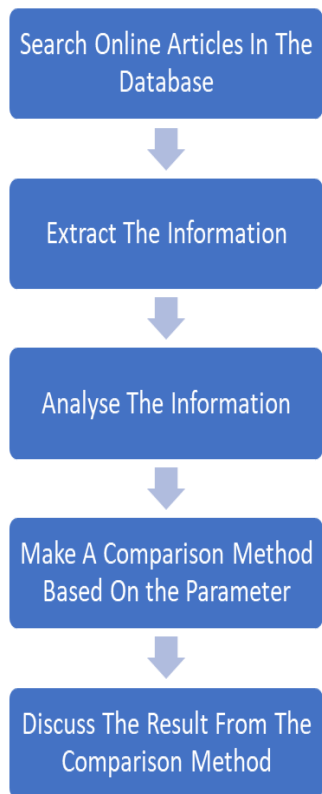 Search Online Articles In The
Database
Extract The Information
Analyse The Information
Make A Comparison Method
Based On the Parameter
Discuss The Result From The
Comparison Method